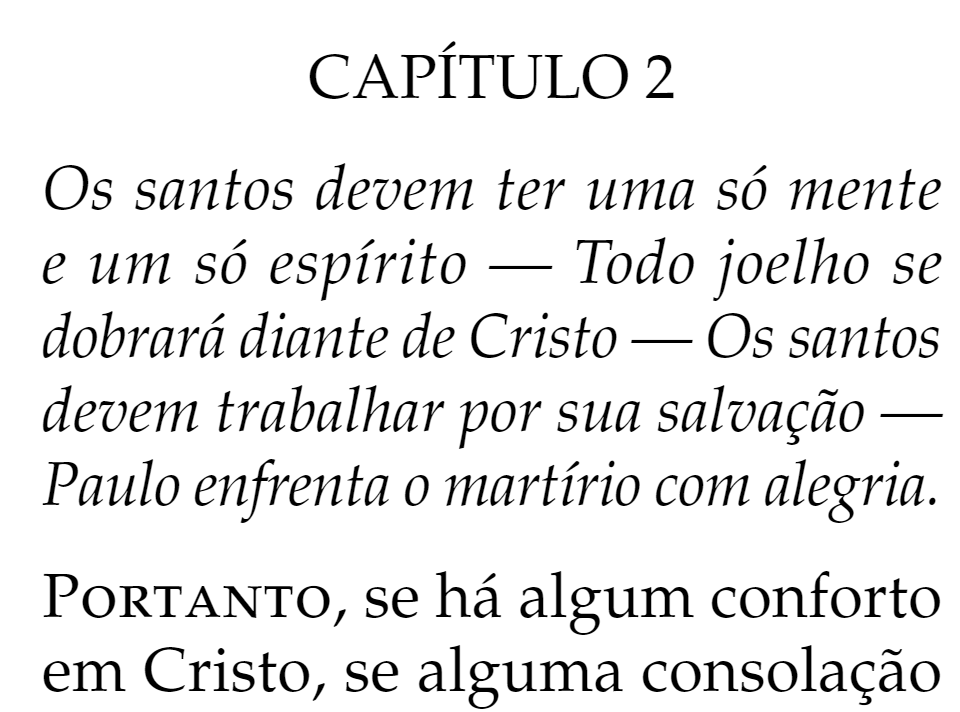 CAPÍTULO 2
Os santos devem ter uma só mente
e um só espírito — Todo joelho se
dobrará diante de Cristo — Os santos
devem trabalhar por sua salvação —
Paulo enfrenta o martírio com alegria.
Portanto, se há algum conforto
em Cristo, se alguma consolação